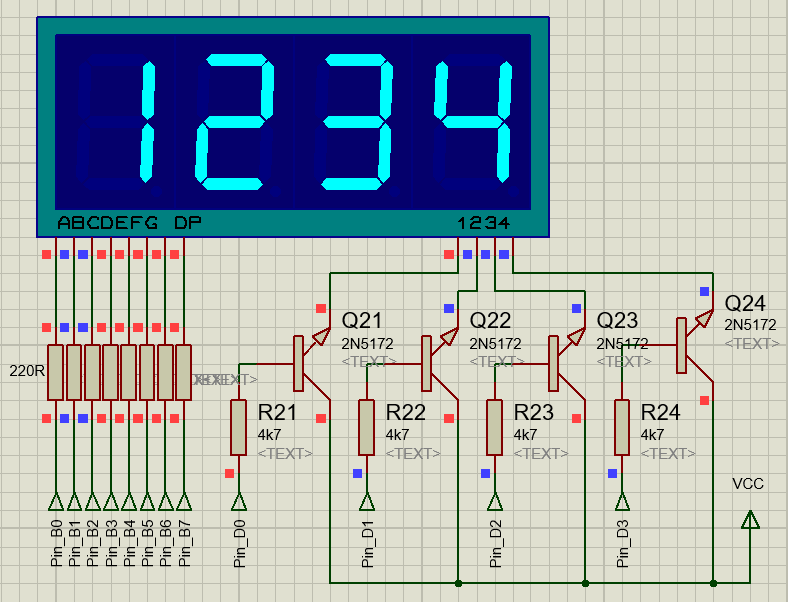 1234
ABCDEFG DP
1234
Q21
2N5172
<TEXT>
Q22
2N5172
<TEXT>
Q23
2N5172
<TEXT>
Q24
2N5172
<TEXT>
220R
R21
4k7
<TEXT>
R22
4k7
<TEXT>
R23
4k7
<TEXT>
R24
4k7
<TEXT>
VCC
Pin_B0
Pin_B1
Pin_B2
Pin_B3
Pin_B4
Pin_B5
Pin_B6
Pin_B7
Pin_D0
Pin_D1
Pin_D2
Pin_D3